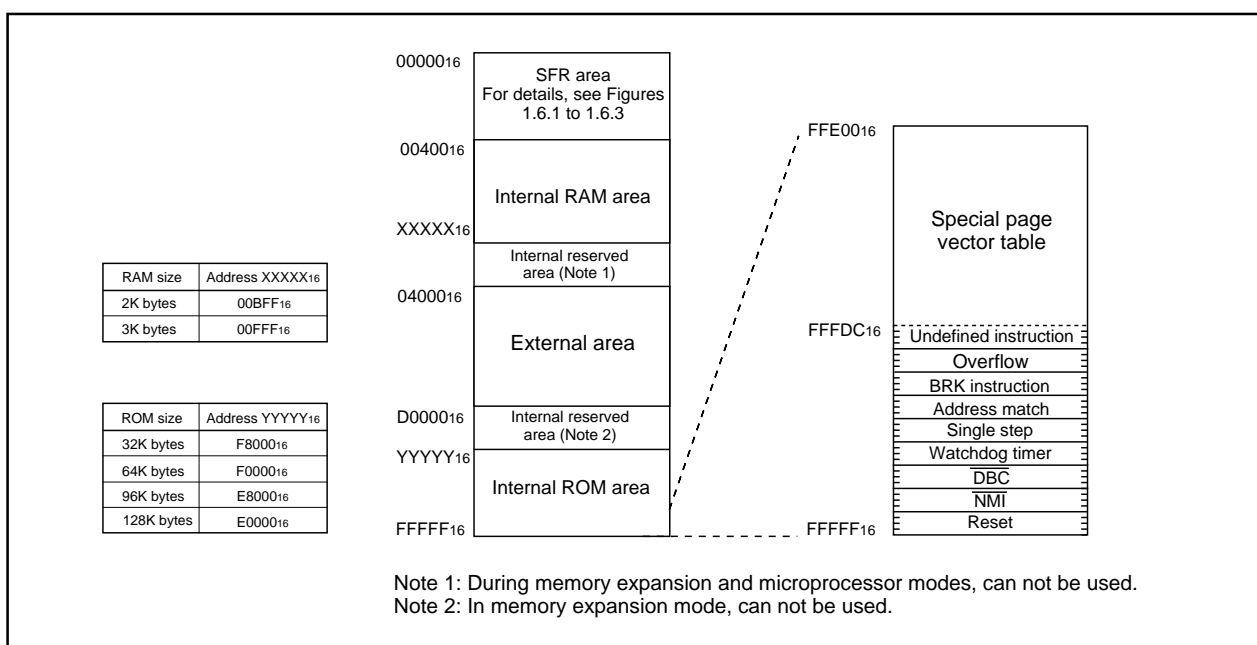 0000016
SFR area
For details, see Figures
1.6.1 to 1.6.3
0040016
Internal RAM area
XXXXX16
Internal reserved
area (Note 1)
0400016
External area
D000016
Internal reserved
area (Note 2)
YYYYY16
Internal ROM area
FFFFF16
RAM size Address XXXXX16
2K bytes 00BFF16
3K bytes 00FFF16
ROM size Address YYYYY16
32K bytes F800016
64K bytes F000016
96K bytes E800016
128K bytes E000016
FFE0016
Special page
vector table
FFFDC16
Undefined instruction
Overflow
BRK instruction
Address match
Single step
Watchdog timer
DBC
NMI
Reset
FFFFF16
Note 1: During memory expansion and microprocessor modes, can not be used.
Note 2: In memory expansion mode, can not be used.